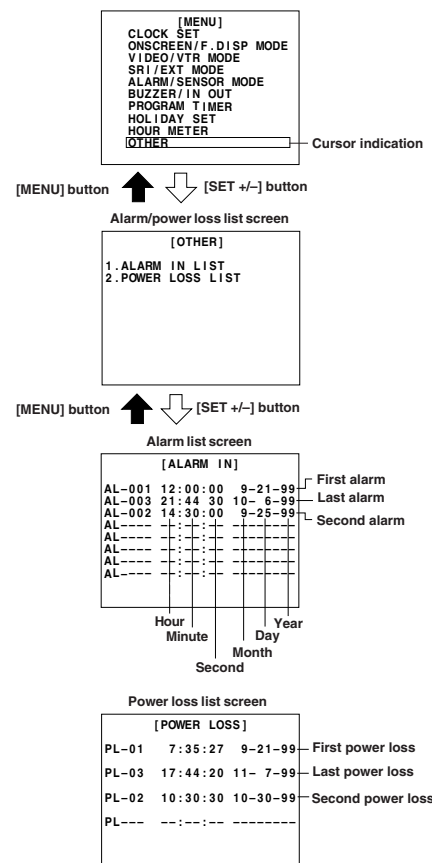 [MENU]
CLOCK SET
ONSCREEN/F.DISP MODE
VIDEO/VTR MODE
SRI/EXT MODE
ALARM/SENSOR MODE
BUZZER/IN OUT
PROGRAM TIMER
HOLIDAY SET
HOUR METER
OTHER
Cursor indication
[MENU] button
[SET +/–] button
Alarm/power loss list screen
[OTHER]
1.ALARM IN LIST
2.POWER LOSS LIST
[MENU] button
[SET +/–] button
Alarm list screen
[ALARM IN]
AL–001 12:00:00 9–21–99 First alarm
AL–003 21:44 30 10– 6–99 Last alarm
AL–002 14:30:00 9–25–99 Second alarm
AL–––– ––:––:–– ––––––––
AL–––– ––:––:–– ––––––––
AL–––– ––:––:–– ––––––––
AL–––– ––:––:–– ––––––––
AL–––– ––:––:–– ––––––––
Hour
Minute
Second
Month
Day
Year
Power loss list screen
[POWER LOSS]
PL–01 7:35:27 9–21–99 First power loss
PL–03 17:44:20 11– 7–99 Last power loss
PL–02 10:30:30 10–30–99 Second power loss
PL––– ––:––:–– ––––––––